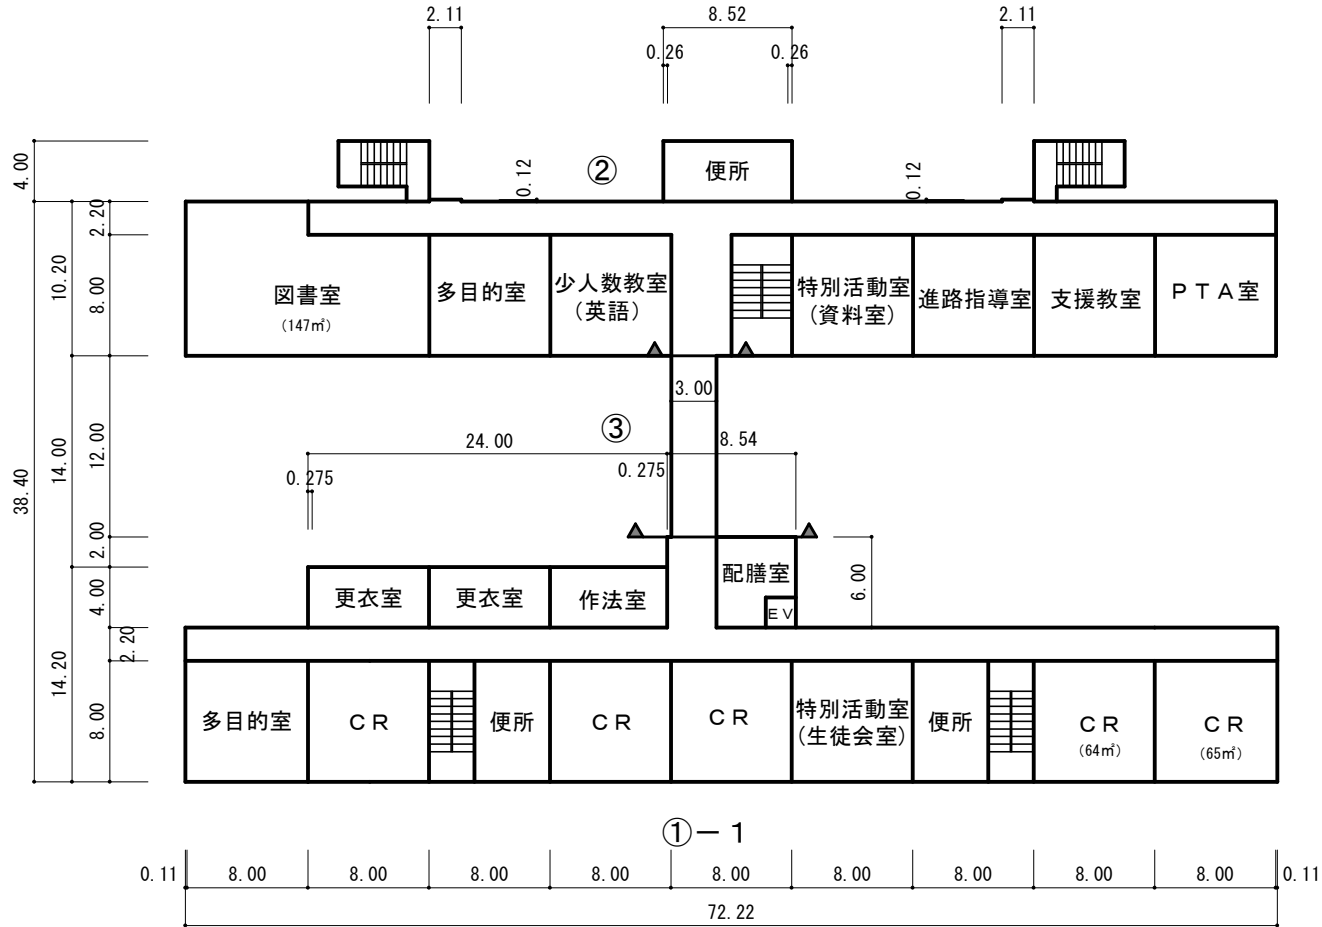 2.11
8.52
2.11
0.26
0.26
4.00
②
便所
0.12
0.12
2.20
10.20
8.00
図書室
(147㎡)
多目的室
少人数教室
(英語)
特別活動室
(資料室)
進路指導室
支援教室
ＰＴＡ室
3.00
③
24.00
8.54
0.275
0.275
38.40
14.00
12.00
2.00
配膳室
6.00
ＥＶ
4.00
更衣室
更衣室
作法室
2.20
14.20
8.00
多目的室
ＣＲ
便所
ＣＲ
ＣＲ
特別活動室
(生徒会室)
便所
ＣＲ
(64㎡)
ＣＲ
(65㎡)
①－１
0.11
8.00
8.00
8.00
8.00
8.00
8.00
8.00
8.00
8.00
0.11
72.22